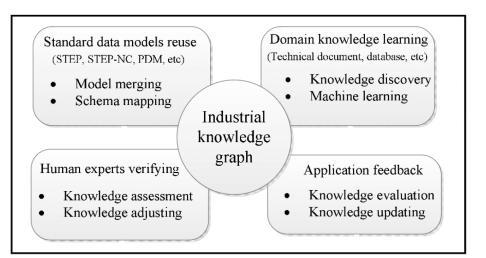 Standard data models reuse
(STEP, STEP-NC, PDM, etc)
• Model merging
• Schema mapping
Domain knowledge learning
(Technical document, database, etc)
• Knowledge discovery
• Machine learning
Industrial
knowledge
graph
Human experts verifying
• Knowledge assessment
• Knowledge adjusting
Application feedback
• Knowledge evaluation
• Knowledge updating